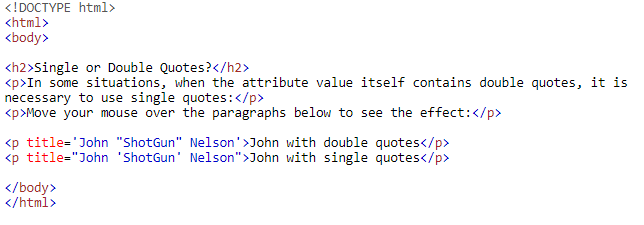 <!DOCTYPE html>
<html>
<body>
<h2>Single or Double Quotes?</h2>
<p>In some situations, when the attribute value itself contains double quotes, it is
necessary to use single quotes:</p>
<p>Move your mouse over the paragraphs below to see the effect:</p>
<p title='John "ShotGun" Nelson'>John with double quotes</p>
<p title="John 'ShotGun' Nelson">John with single quotes</p>
</body>
</html>